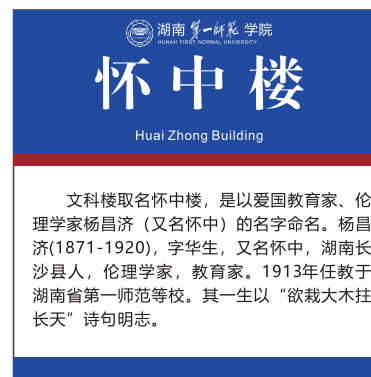 湖南第一师范学院
HUNAN FIRST NORMAL UNIVERSITY
怀中楼
Huai Zhong Building
文科楼取名怀中楼，是以爱国教育家、伦
理学家杨昌济（又名怀中）的名字命名。杨昌
济(1871-1920)，字华生，又名怀中，湖南长
沙县人，伦理学家，教育家。1913年任教于
湖南省第一师范等校。其一生以“欲栽大木拄
长天”诗句明志。